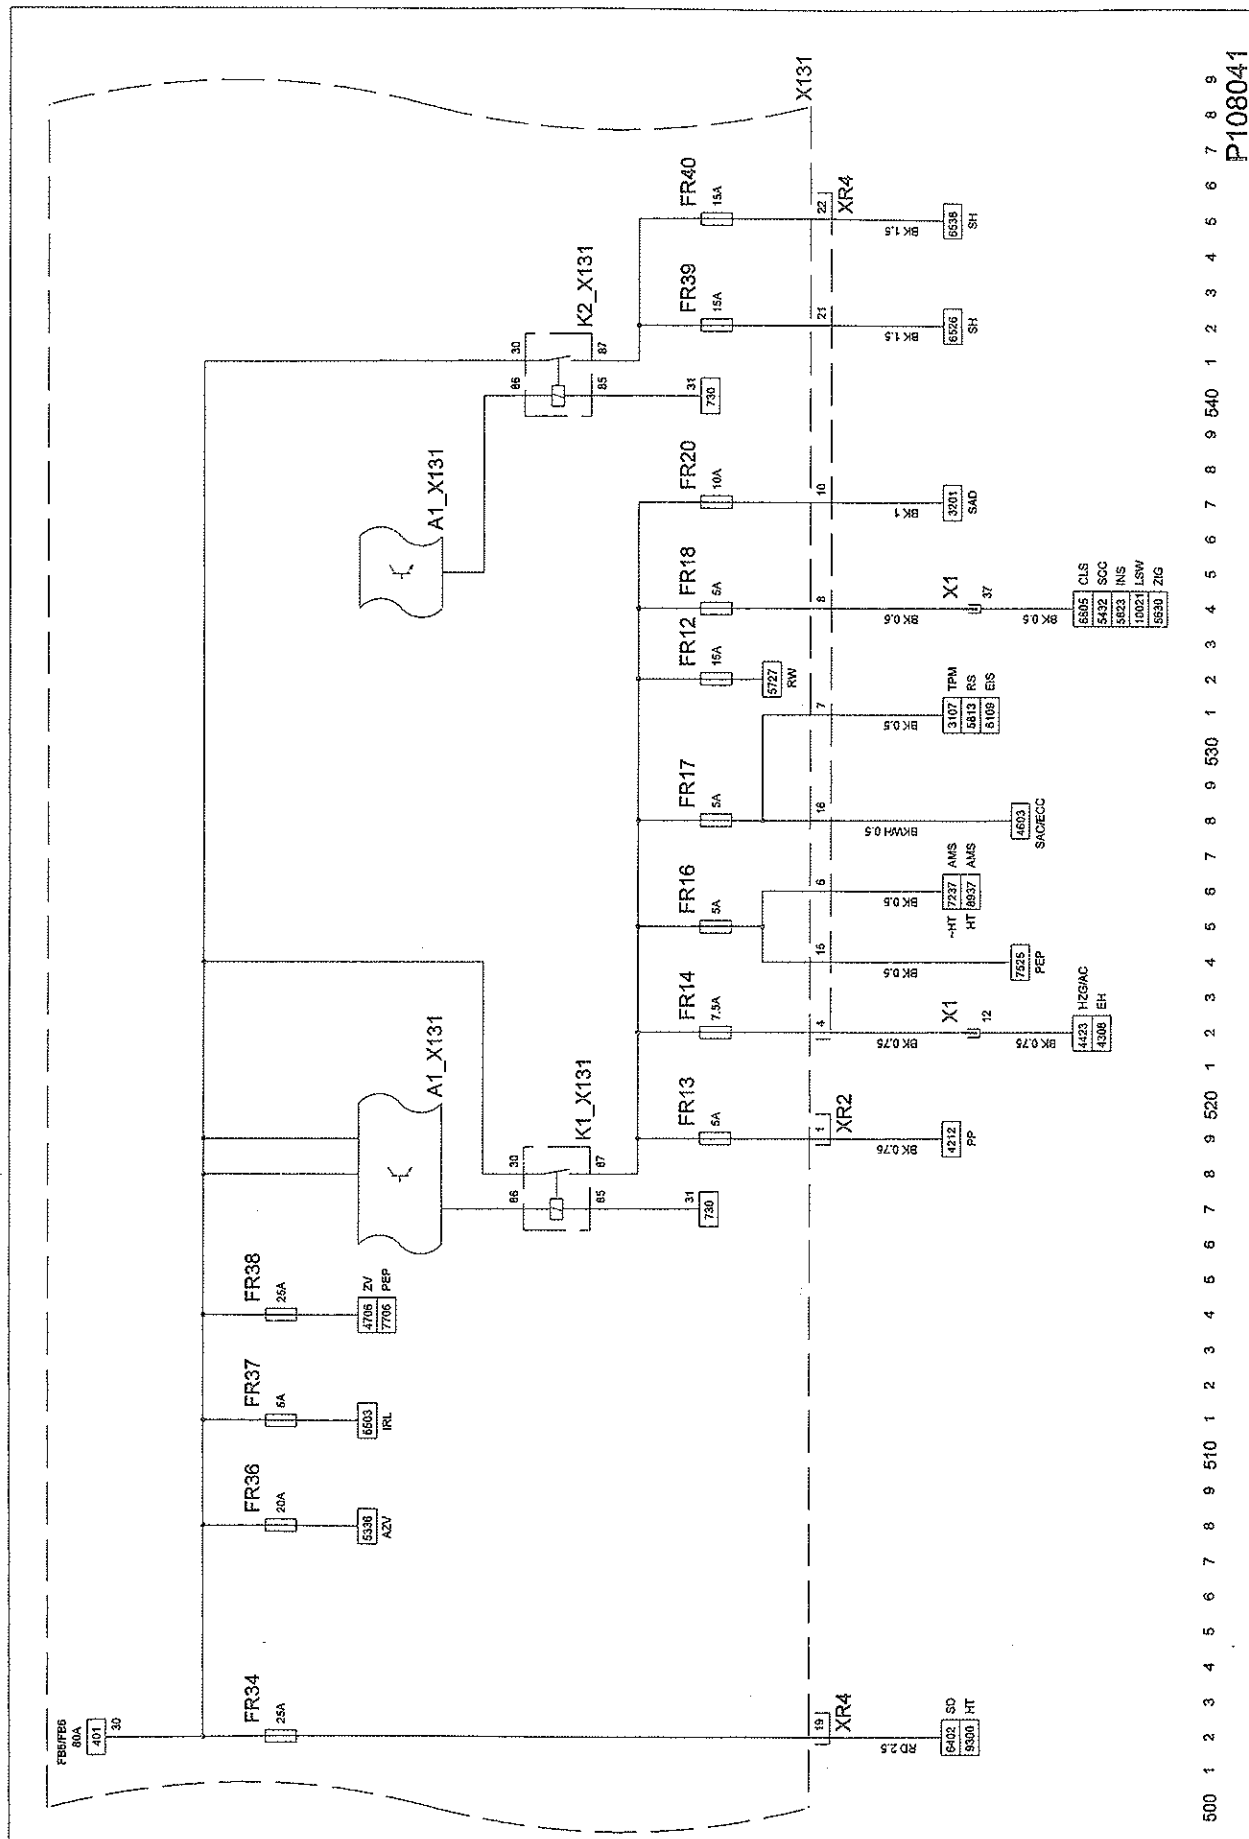 FB5/FB6
80A
401
30
FR34
25A
19
XR4
RD 2.5
6402 SD
9300 HT
FR36
20A
5336
AZV
FR37
5A
5503
IRL
FR38
25A
4706 ZV
7705 PEP
A1_X131
K1_X131
86
30
85
87
31
730
FR13
5A
1
XR2
BK 0.75
4212
PP
FR14
7.5A
4
BK 0.75
X1
12
BK 0.75
4423 HZG/AC
4308 EH
FR16
5A
15
BK 0.5
7525
PEP
6
BK 0.5
~HT 7237 AMS
HT 8937 AMS
FR17
5A
16
BKWH 0.5
4603
SAC/ECC
7
BK 0.5
3107 TPM
5813 RS
6109 EIS
FR12
15A
5727
RW
FR18
5A
8
BK 0.5
X1
37
BK 0.5
6605 CLS
5432 SCC
5823 INS
10021 LSW
5630 ZIG
FR20
10A
10
BK 1
3201
SAD
A1_X131
K2_X131
86
30
85
87
31
730
FR39
15A
21
BK 1.5
6526
SH
FR40
15A
22
XR4
BK 1.5
6538
SH
X131
500 1 2 3 4 5 6 7 8 9 510 1 2 3 4 5 6 7 8 9 520 1 2 3 4 5 6 7 8 9 530 1 2 3 4 5 6 7 8 9 540 1 2 3 4 5 6 7 8 9
P108041